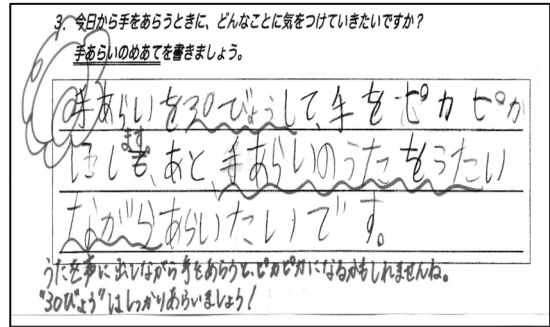 3. 今日から手をあらうときに、どんなことに気をつけていきたいですか？
手あらいのめあてを書きましょう。
手あらいを30びょうして、手をピカピカ
にします。あと、手あらいのうたをうたい
ながらあらいたいです。
うたを声に出しながら手をあらうと、ピカピカになるかもしれませんね。
"30びょう"はしっかりあらいましょう！